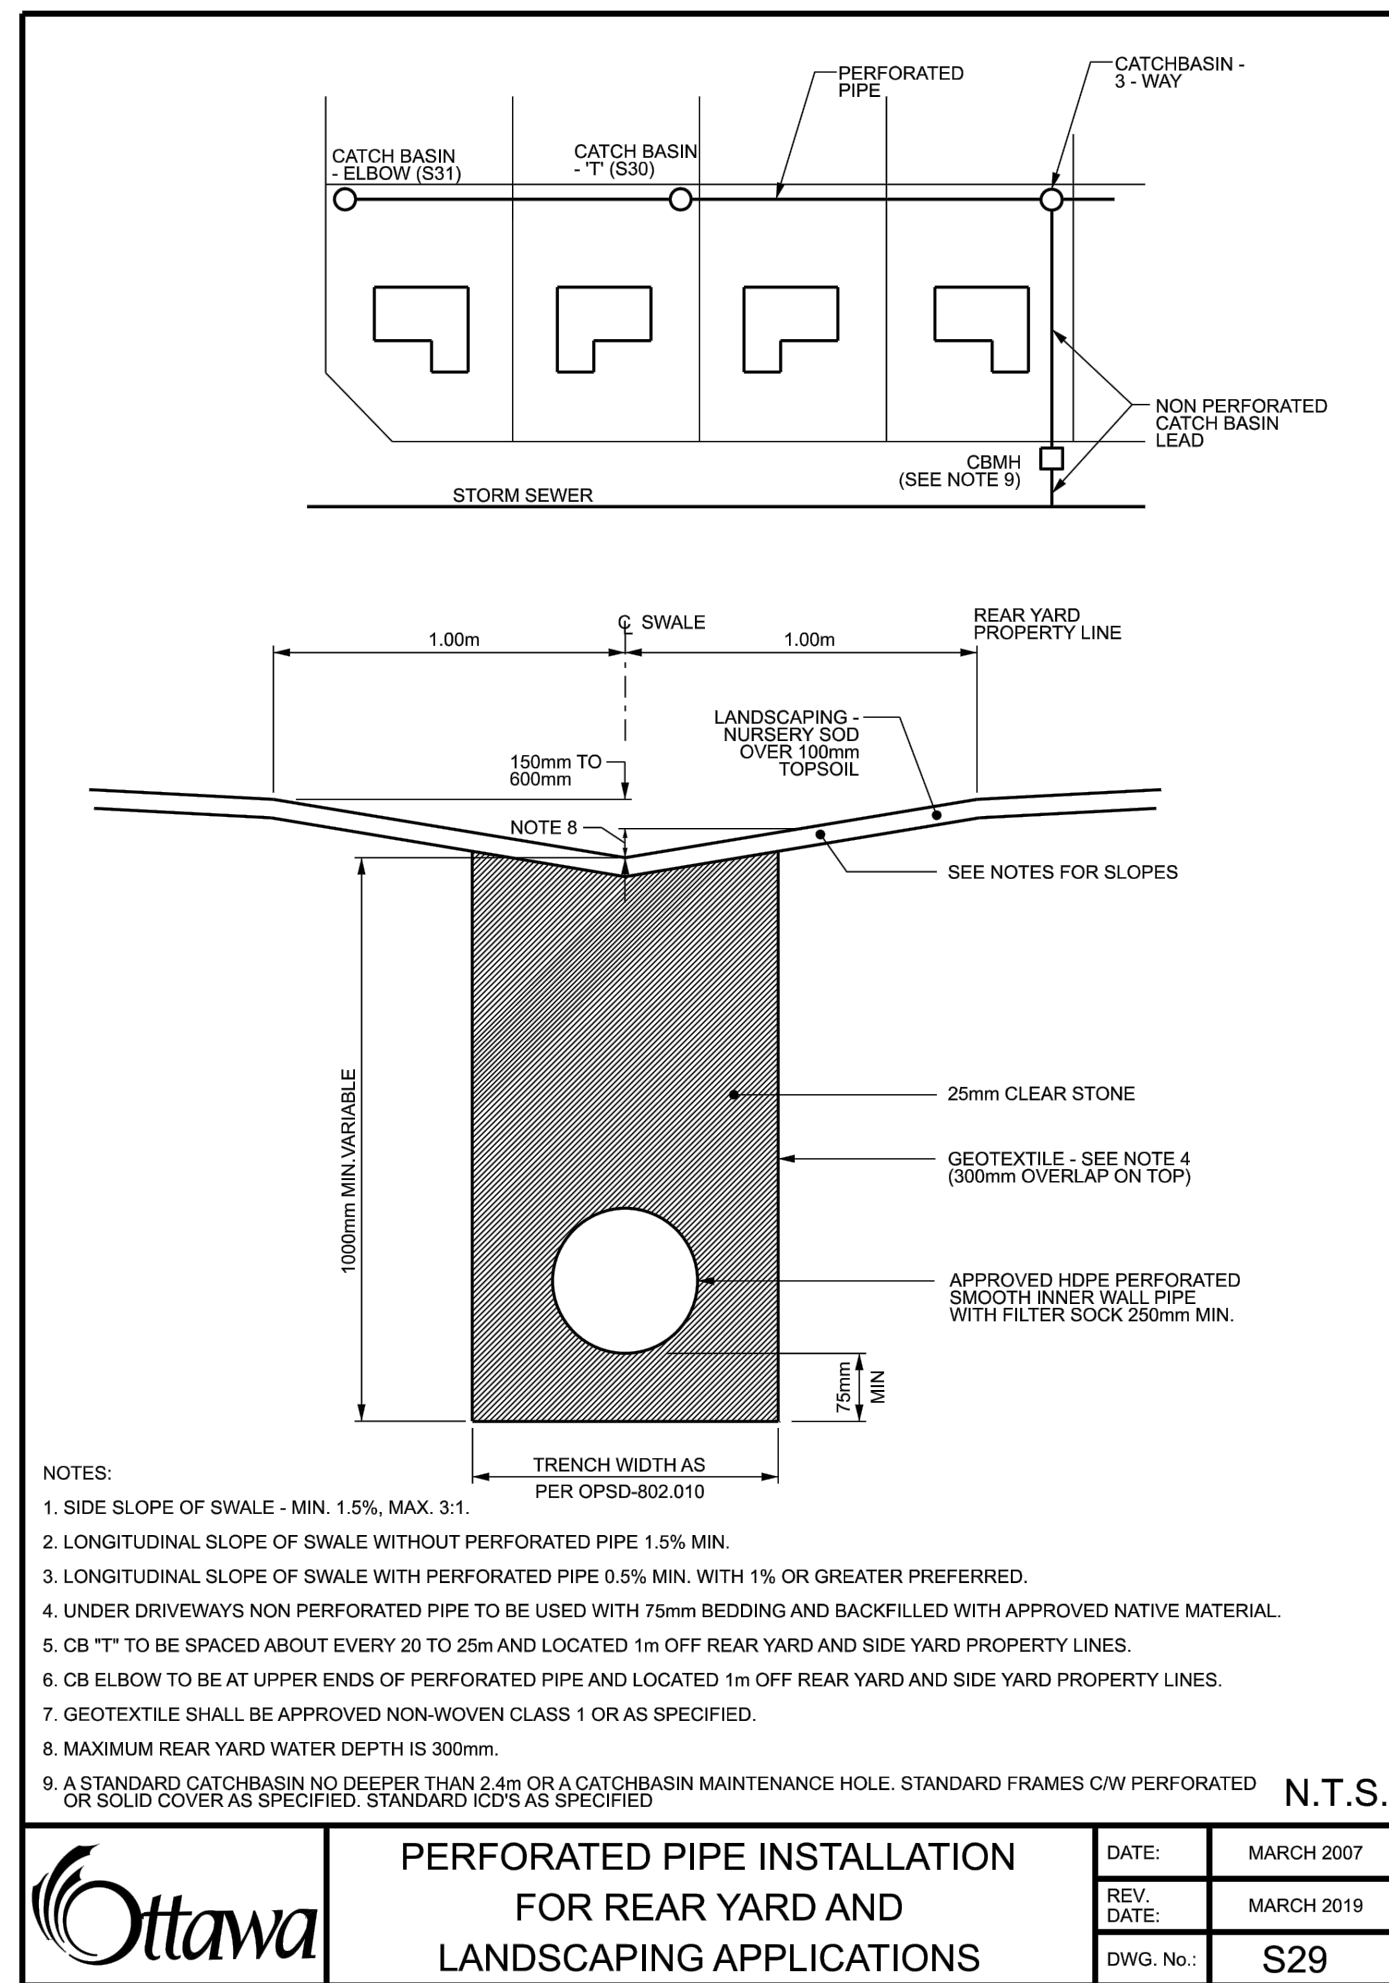 PERFORATED
PIPE
CATCHBASIN -
3 - WAY
CATCH BASIN
- ELBOW (S31)
CATCH BASIN
- 'T' (S30)
NON PERFORATED
CATCH BASIN
LEAD
CBMH
(SEE NOTE 9)
STORM SEWER
℄ SWALE
REAR YARD
PROPERTY LINE
1.00m
1.00m
LANDSCAPING -
NURSERY SOD
OVER 100mm
TOPSOIL
150mm TO
600mm
NOTE 8
SEE NOTES FOR SLOPES
1000mm MIN.VARIABLE
25mm CLEAR STONE
GEOTEXTILE - SEE NOTE 4
(300mm OVERLAP ON TOP)
APPROVED HDPE PERFORATED
SMOOTH INNER WALL PIPE
WITH FILTER SOCK 250mm MIN.
75mm
MIN
TRENCH WIDTH AS
PER OPSD-802.010
NOTES:
1. SIDE SLOPE OF SWALE - MIN. 1.5%, MAX. 3:1.
2. LONGITUDINAL SLOPE OF SWALE WITHOUT PERFORATED PIPE 1.5% MIN.
3. LONGITUDINAL SLOPE OF SWALE WITH PERFORATED PIPE 0.5% MIN. WITH 1% OR GREATER PREFERRED.
4. UNDER DRIVEWAYS NON PERFORATED PIPE TO BE USED WITH 75mm BEDDING AND BACKFILLED WITH APPROVED NATIVE MATERIAL.
5. CB "T" TO BE SPACED ABOUT EVERY 20 TO 25m AND LOCATED 1m OFF REAR YARD AND SIDE YARD PROPERTY LINES.
6. CB ELBOW TO BE AT UPPER ENDS OF PERFORATED PIPE AND LOCATED 1m OFF REAR YARD AND SIDE YARD PROPERTY LINES.
7. GEOTEXTILE SHALL BE APPROVED NON-WOVEN CLASS 1 OR AS SPECIFIED.
8. MAXIMUM REAR YARD WATER DEPTH IS 300mm.
9. A STANDARD CATCHBASIN NO DEEPER THAN 2.4m OR A CATCHBASIN MAINTENANCE HOLE. STANDARD FRAMES C/W PERFORATED
OR SOLID COVER AS SPECIFIED. STANDARD ICD'S AS SPECIFIED
N.T.S.
Ottawa
PERFORATED PIPE INSTALLATION
FOR REAR YARD AND
LANDSCAPING APPLICATIONS
DATE:
MARCH 2007
REV.
DATE:
MARCH 2019
DWG. No.:
S29